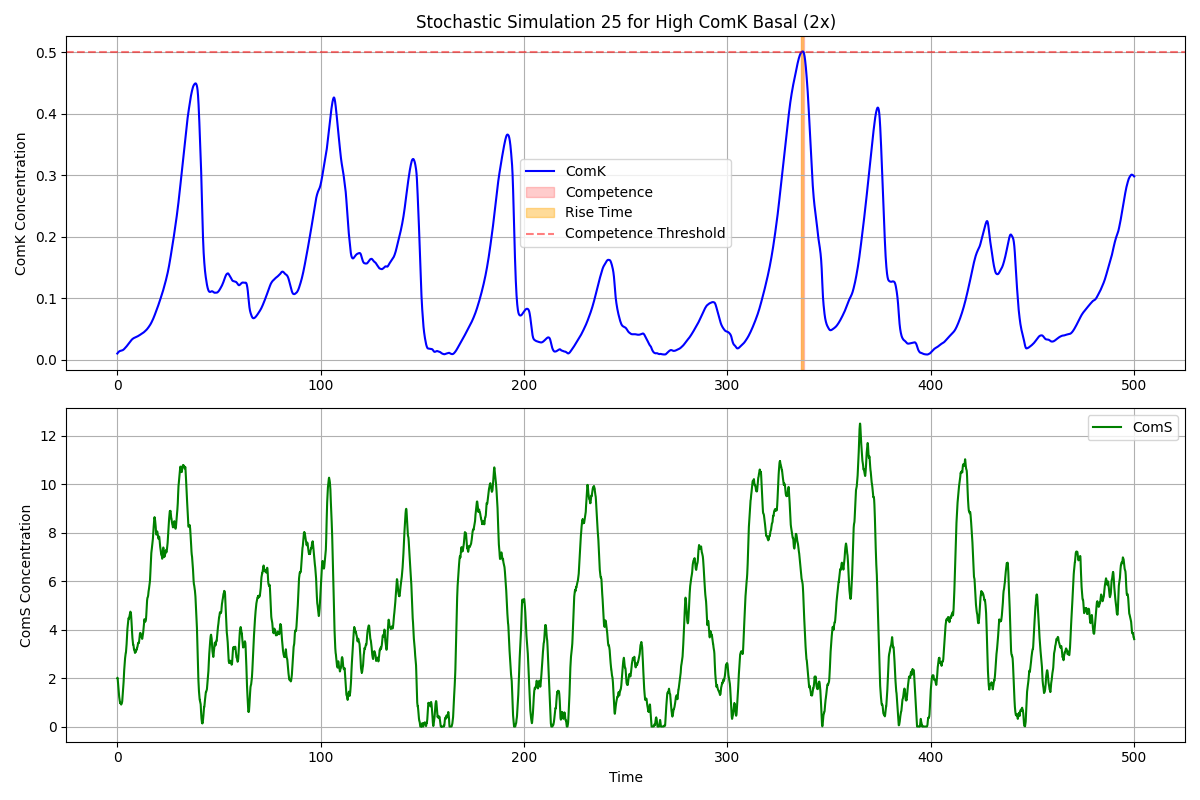 Stochastic Simulation 25 for High ComK Basal (2x)
ComK Concentration
0.5
0.4
0.3
0.2
0.1
0.0
ComK
Competence
Rise Time
Competence Threshold
0 100 200 300 400 500
ComS Concentration
12
10
8
6
4
2
0
ComS
0 100 200 300 400 500
Time